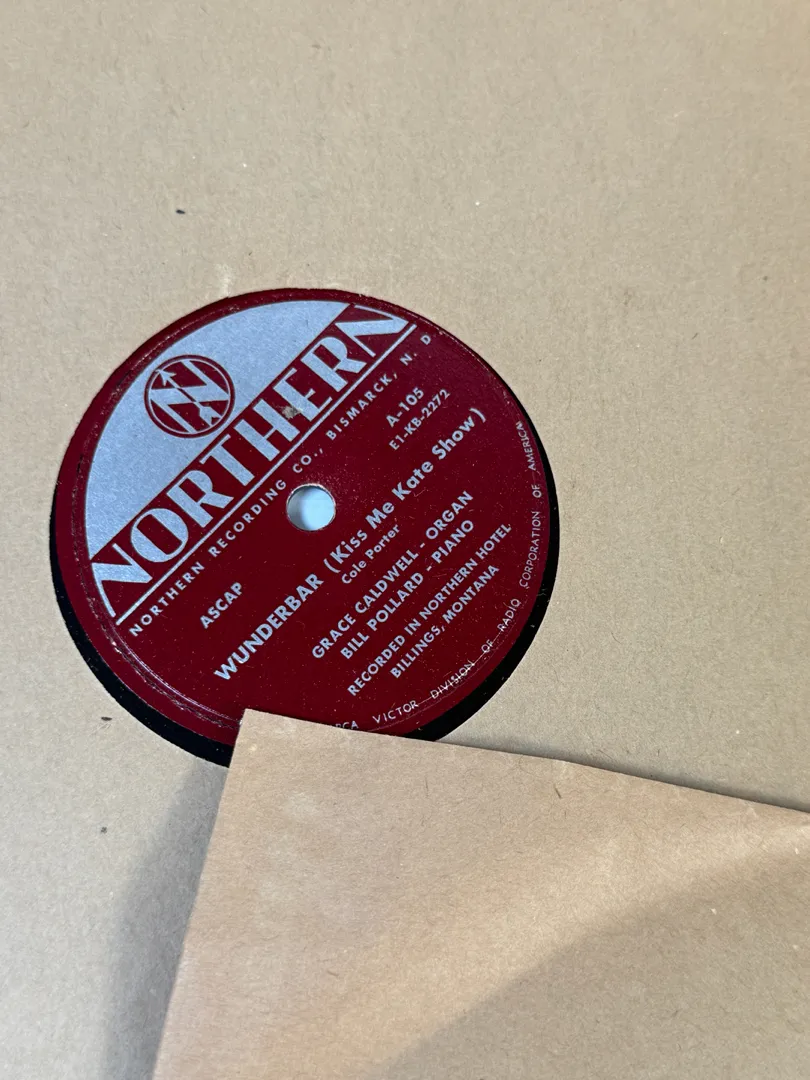 N
NORTHERN
NORTHERN RECORDING CO., BISMARCK, N. D.
A-105
E1-KB-2272
ASCAP
WUNDERBAR (Kiss Me Kate Show)
Cole Porter
GRACE CALDWELL - ORGAN
BILL POLLARD - PIANO
RECORDED IN NORTHERN HOTEL
BILLINGS, MONTANA
RCA VICTOR DIVISION OF RADIO CORPORATION OF AMERICA